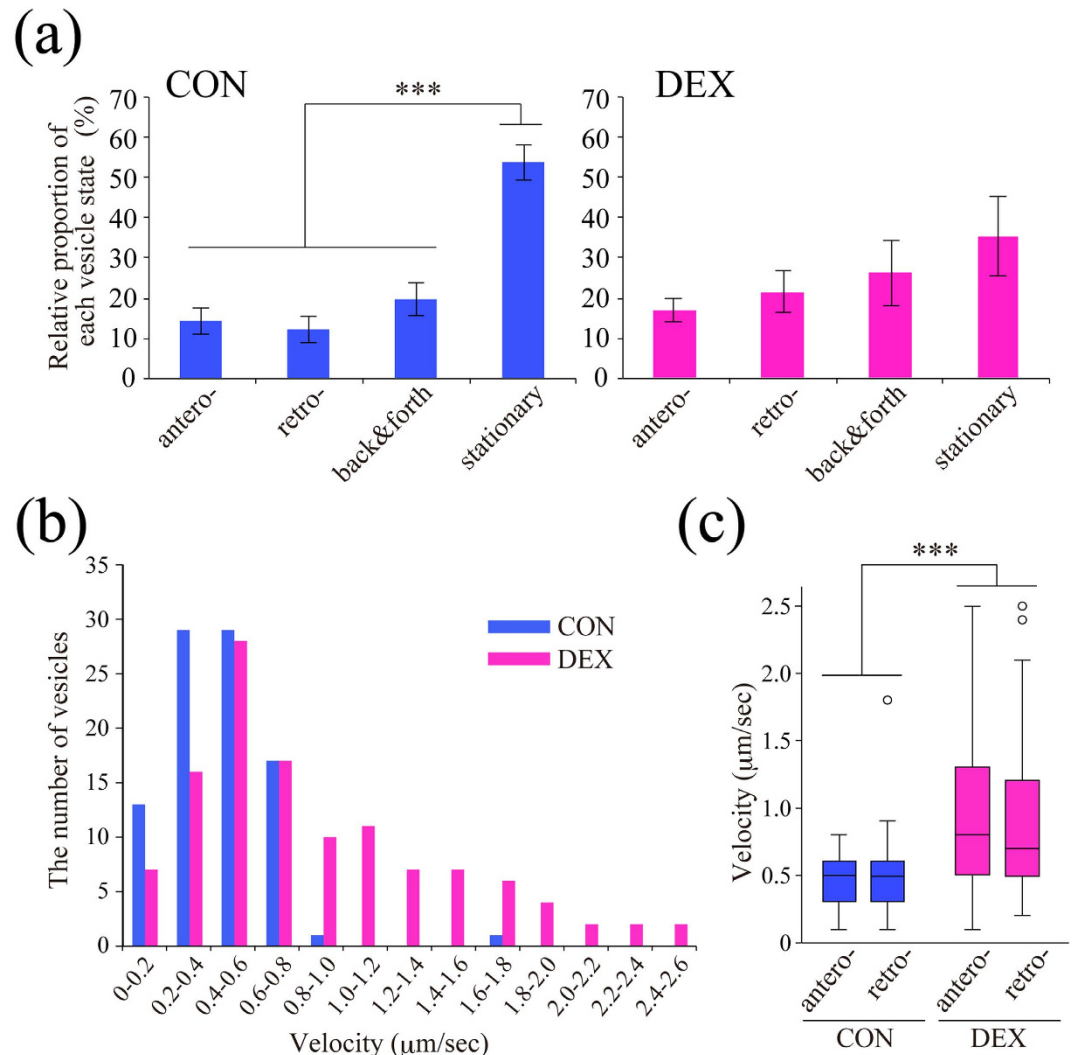 (a)
CON
DEX
***
Relative proportion of
each vesicle state (%)
70
60
50
40
30
20
10
0
antero-
retro-
back&forth
stationary
70
60
50
40
30
20
10
0
antero-
retro-
back&forth
stationary
(b)
The number of vesicles
35
30
25
20
15
10
5
0
CON
DEX
0-0.2
0.2-0.4
0.4-0.6
0.6-0.8
0.8-1.0
1.0-1.2
1.2-1.4
1.4-1.6
1.6-1.8
1.8-2.0
2.0-2.2
2.2-2.4
2.4-2.6
Velocity (μm/sec)
(c)
***
Velocity (μm/sec)
2.5
2.0
1.5
1.0
0.5
0
antero-
retro-
antero-
retro-
CON
DEX